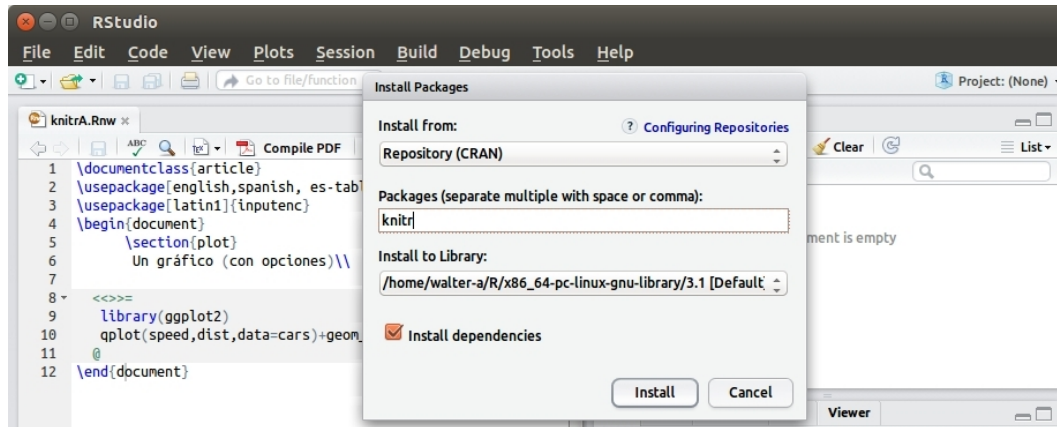 RStudio
File Edit Code View Plots Session Build Debug Tools Help
Go to file/function
Project: (None)
knitrA.Rnw
ABC
Compile PDF
1 \documentclass{article}
2 \usepackage[english,spanish, es-tabl
3 \usepackage[latin1]{inputenc}
4 \begin{document}
5 \section{plot}
6 Un gráfico (con opciones)\\
7
8 <<>>=
9 library(ggplot2)
10 qplot(speed,dist,data=cars)+geom_
11 @
12 \end{document}
Install Packages
Install from:
? Configuring Repositories
Repository (CRAN)
Packages (separate multiple with space or comma):
knitr
Install to Library:
/home/walter-a/R/x86_64-pc-linux-gnu-library/3.1 [Default]
Install dependencies
Install
Cancel
Clear
List
ment is empty
Viewer